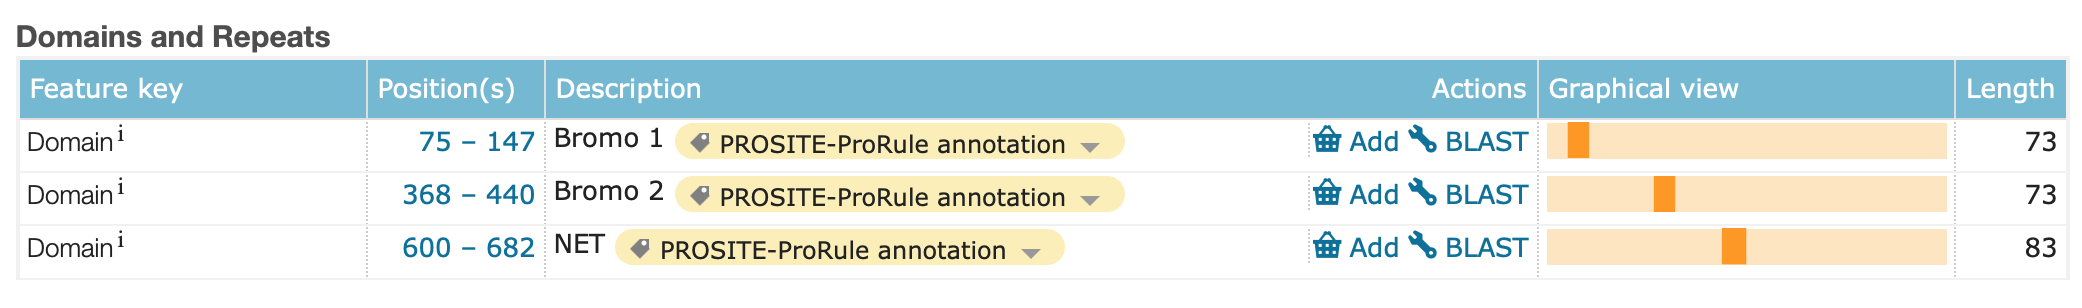 Domains and Repeats
Feature key Position(s) Description Actions Graphical view Length
Domain i 75 – 147 Bromo 1 PROSITE-ProRule annotation Add BLAST 73
Domain i 368 – 440 Bromo 2 PROSITE-ProRule annotation Add BLAST 73
Domain i 600 – 682 NET PROSITE-ProRule annotation Add BLAST 83